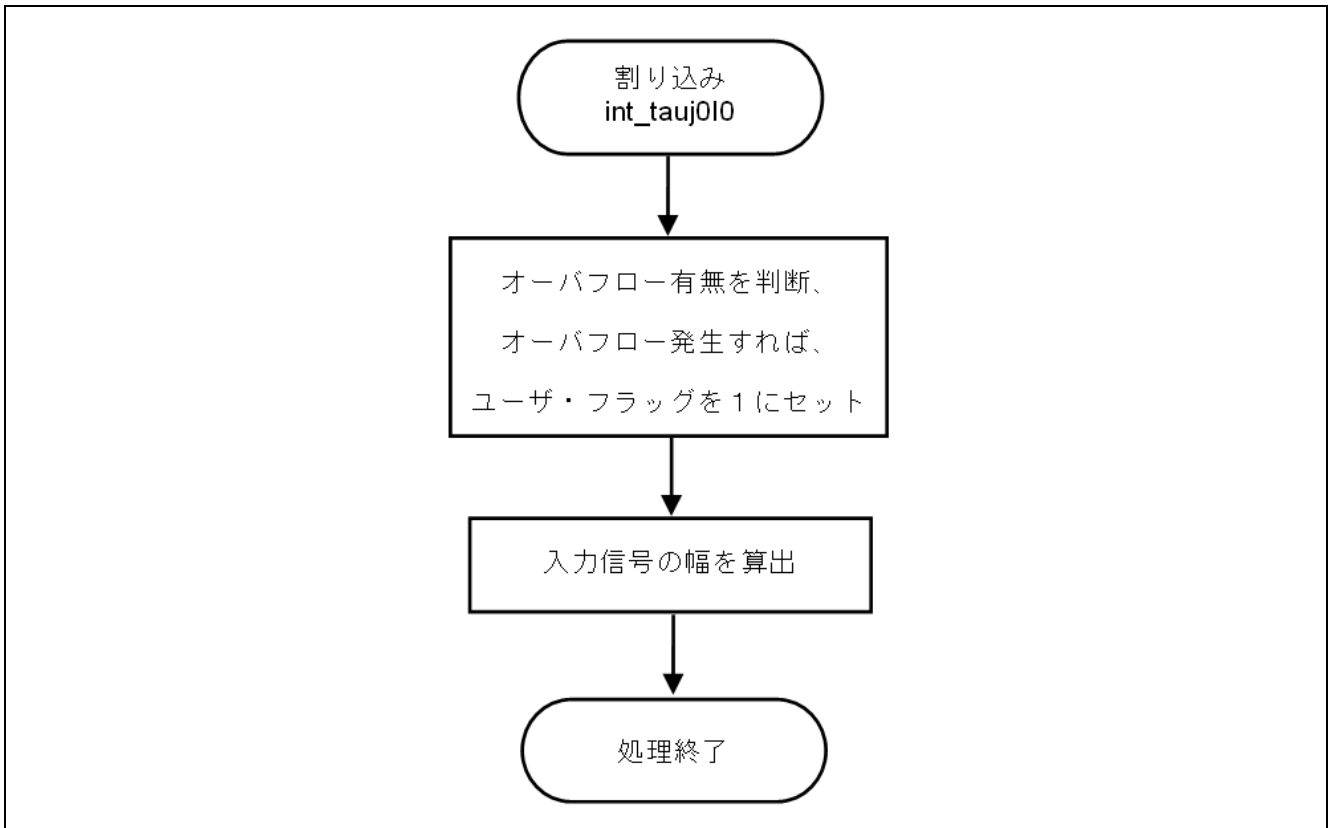 割り込み
int_tauj0I0
オーバフロー有無を判断、
オーバフロー発生すれば、
ユーザ・フラッグを１にセット
入力信号の幅を算出
処理終了